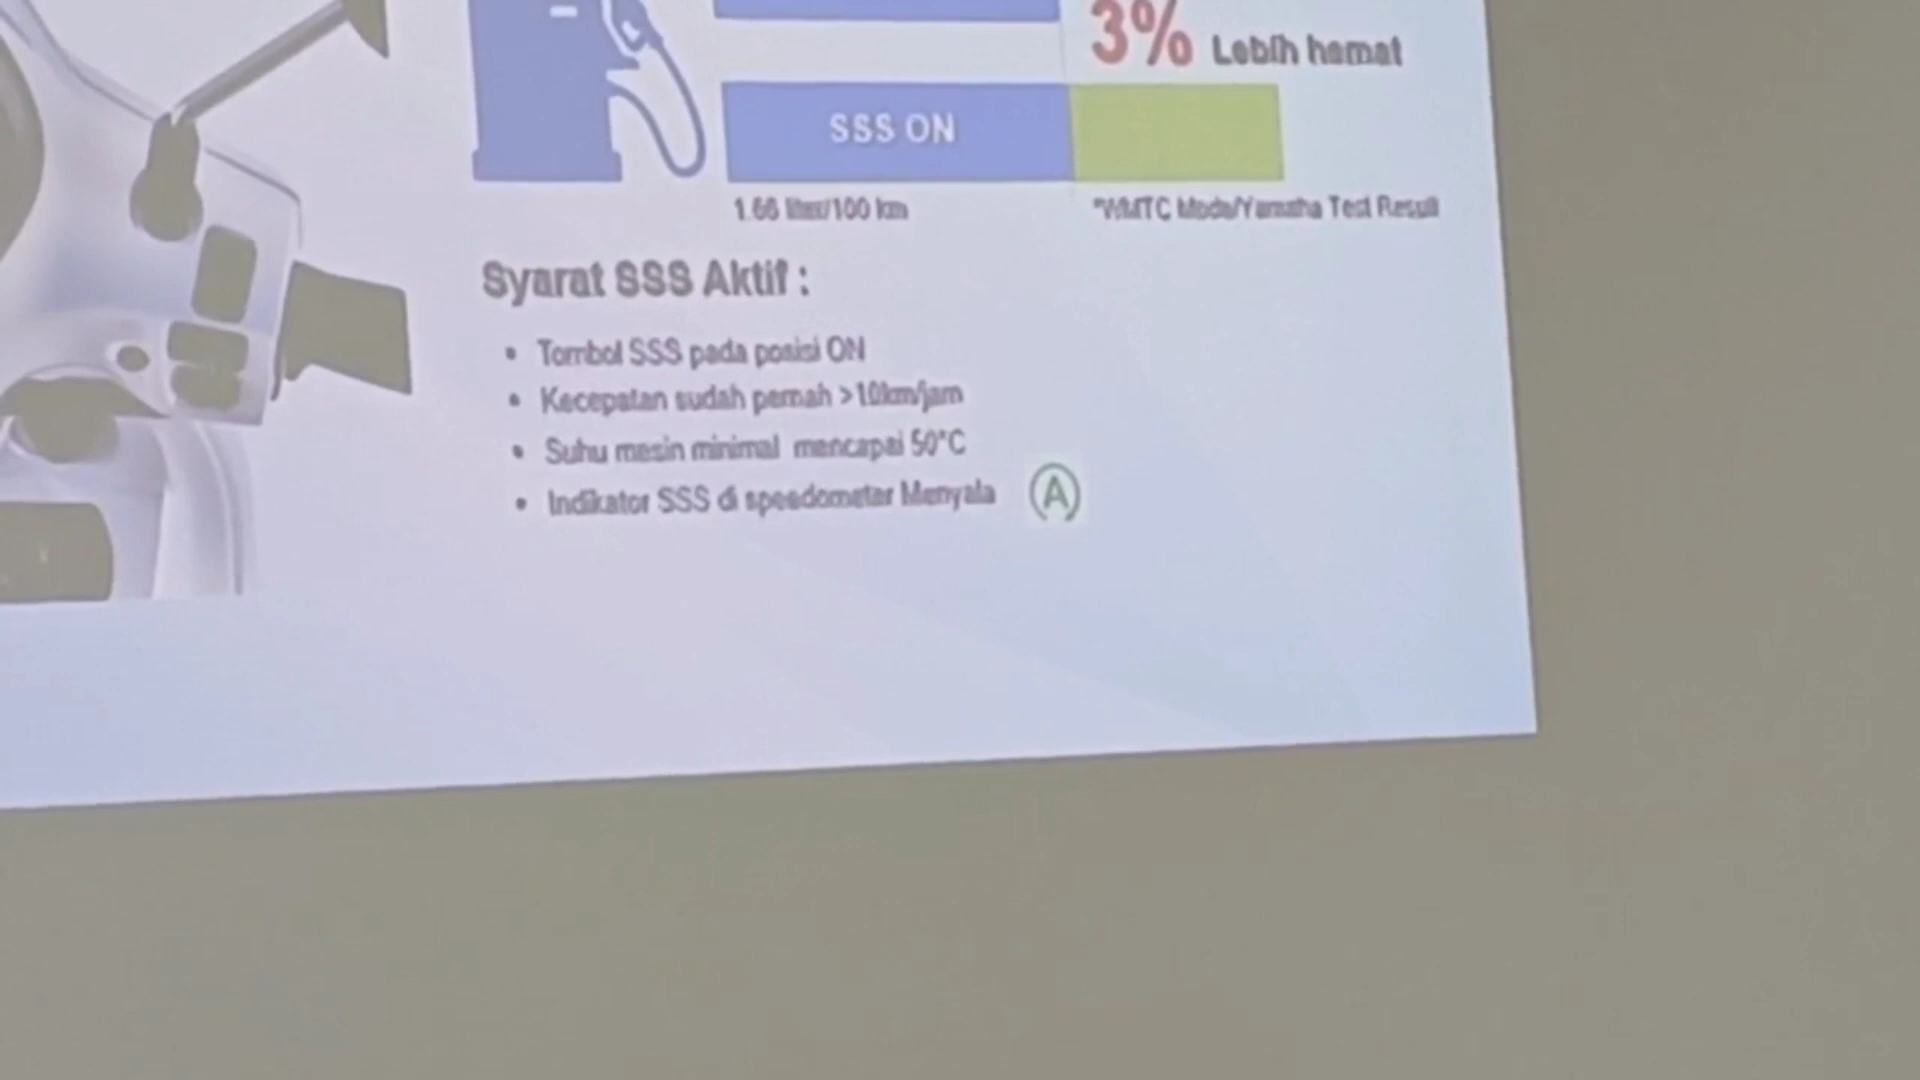 3% Lebih hemat
SSS ON
1.66 liter/100 km
*WMTC Mode/Yamaha Test Result
Syarat SSS Aktif :
• Tombol SSS pada posisi ON
• Kecepatan sudah pernah >10km/jam
• Suhu mesin minimal mencapai 50°C
• Indikator SSS di speedometer Menyala (A)